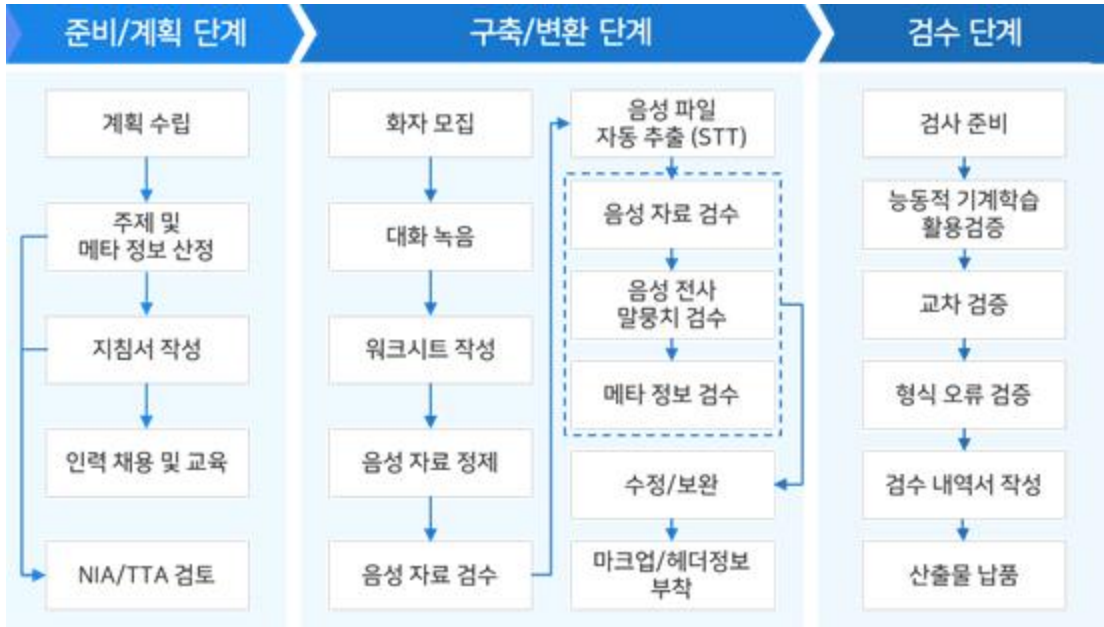 준비/계획 단계
계획 수립
주제 및
메타 정보 산정
지침서 작성
인력 채용 및 교육
NIA/TTA 검토
구축/변환 단계
화자 모집
대화 녹음
워크시트 작성
음성 자료 정제
음성 자료 검수
음성 파일
자동 추출 (STT)
음성 자료 검수
음성 전사
말뭉치 검수
메타 정보 검수
수정/보완
마크업/헤더정보
부착
검수 단계
검사 준비
능동적 기계학습
활용검증
교차 검증
형식 오류 검증
검수 내역서 작성
산출물 납품